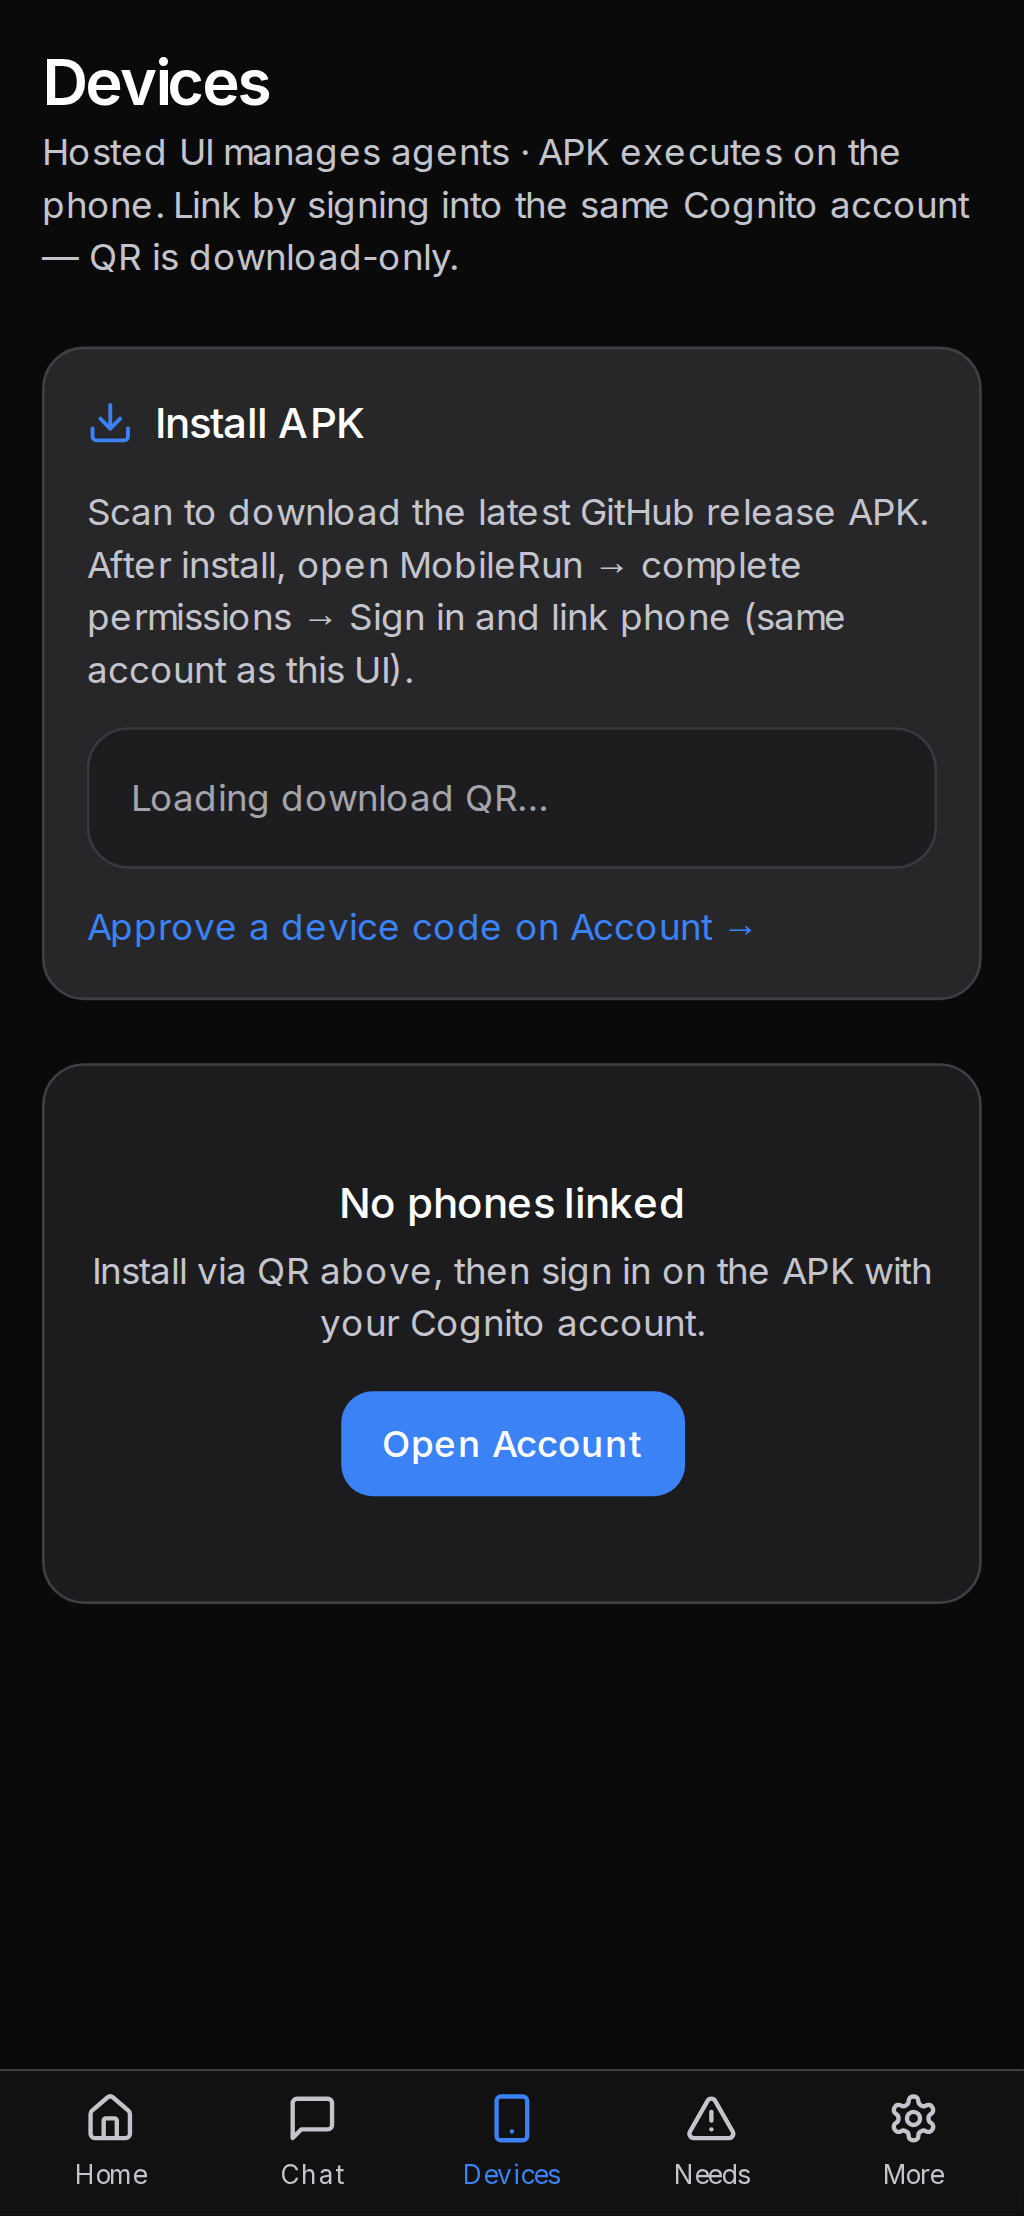 Devices
Hosted UI manages agents · APK executes on the
phone. Link by signing into the same Cognito account
— QR is download-only.
Install APK
Scan to download the latest GitHub release APK.
After install, open MobileRun → complete
permissions → Sign in and link phone (same
account as this UI).
Loading download QR...
Approve a device code on Account →
No phones linked
Install via QR above, then sign in on the APK with
your Cognito account.
Open Account
Home
Chat
Devices
Needs
More